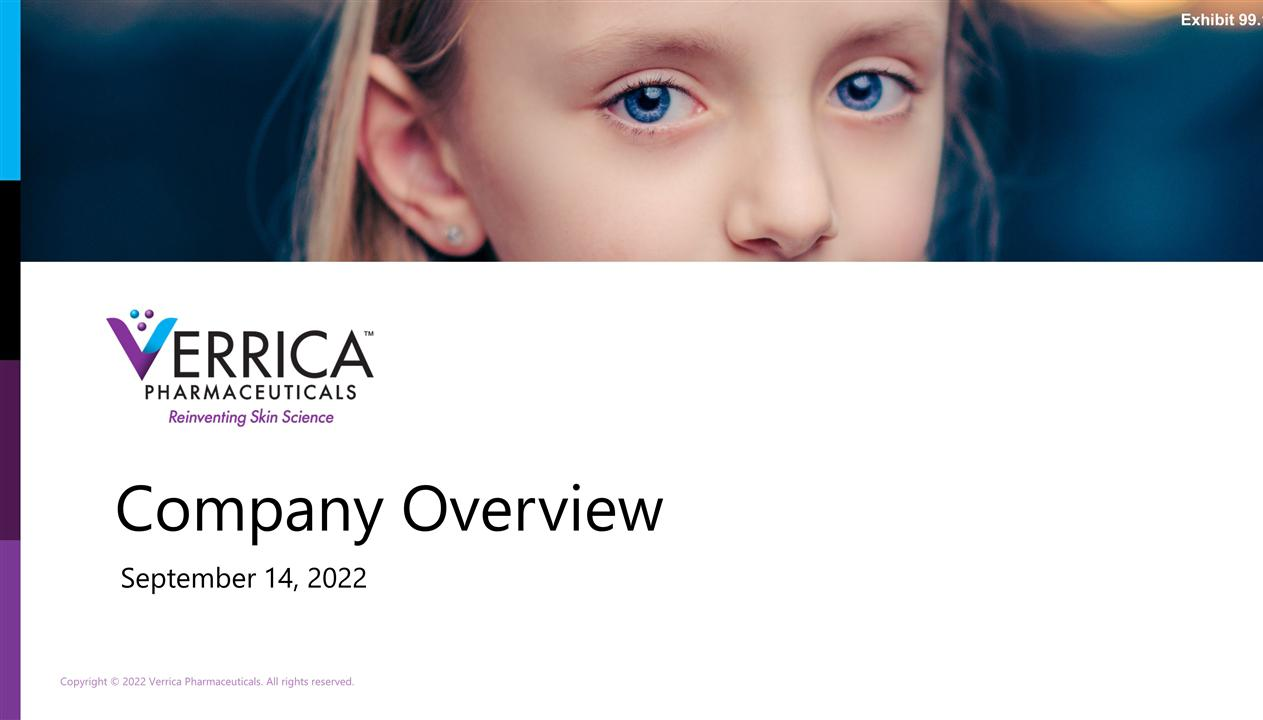 Exhibit 99.
VERRICA™
PHARMACEUTICALS
Reinventing Skin Science
Company Overview
September 14, 2022
Copyright © 2022 Verrica Pharmaceuticals. All rights reserved.